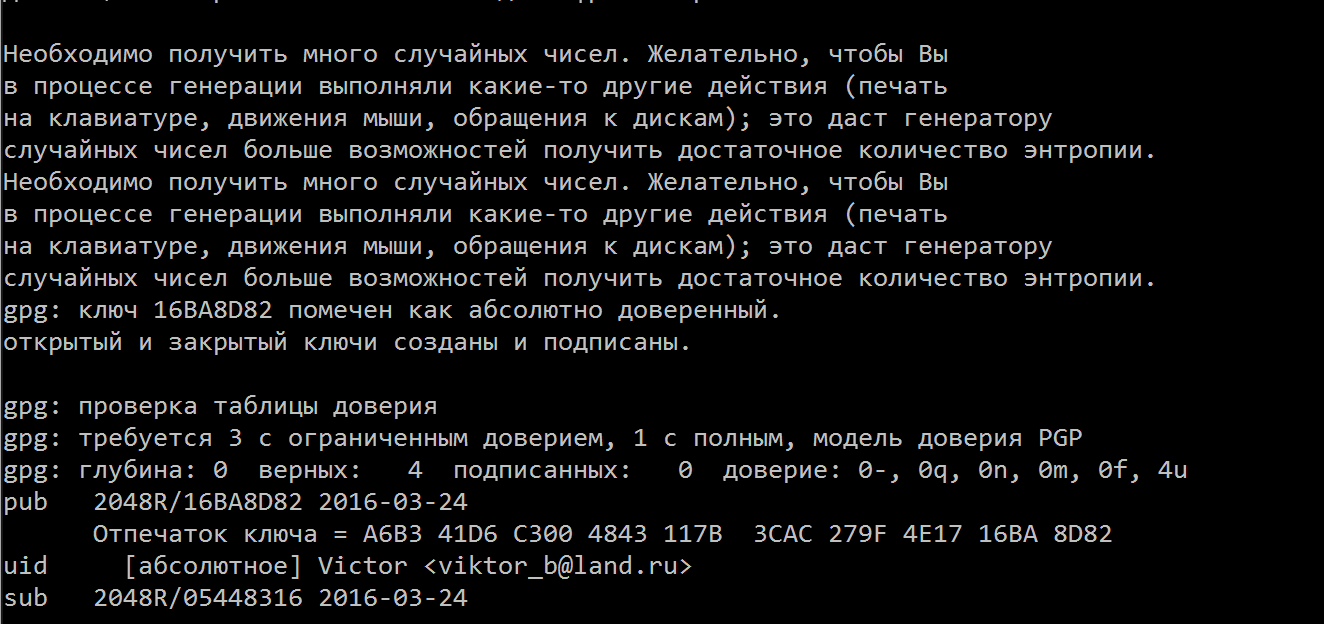 Необходимо получить много случайных чисел. Желательно, чтобы Вы
в процессе генерации выполняли какие-то другие действия (печать
на клавиатуре, движения мыши, обращения к дискам); это даст генератору
случайных чисел больше возможностей получить достаточное количество энтропии.
Необходимо получить много случайных чисел. Желательно, чтобы Вы
в процессе генерации выполняли какие-то другие действия (печать
на клавиатуре, движения мыши, обращения к дискам); это даст генератору
случайных чисел больше возможностей получить достаточное количество энтропии.
gpg: ключ 16BA8D82 помечен как абсолютно доверенный.
открытый и закрытый ключи созданы и подписаны.
gpg: проверка таблицы доверия
gpg: требуется 3 с ограниченным доверием, 1 с полным, модель доверия PGP
gpg: глубина: 0  верных:   4  подписанных:   0  доверие: 0-, 0q, 0n, 0m, 0f, 4u
pub   2048R/16BA8D82 2016-03-24
      Отпечаток ключа = A6B3 41D6 C300 4843 117B  3CAC 279F 4E17 16BA 8D82
uid     [абсолютное] Victor <viktor_b@land.ru>
sub   2048R/05448316 2016-03-24